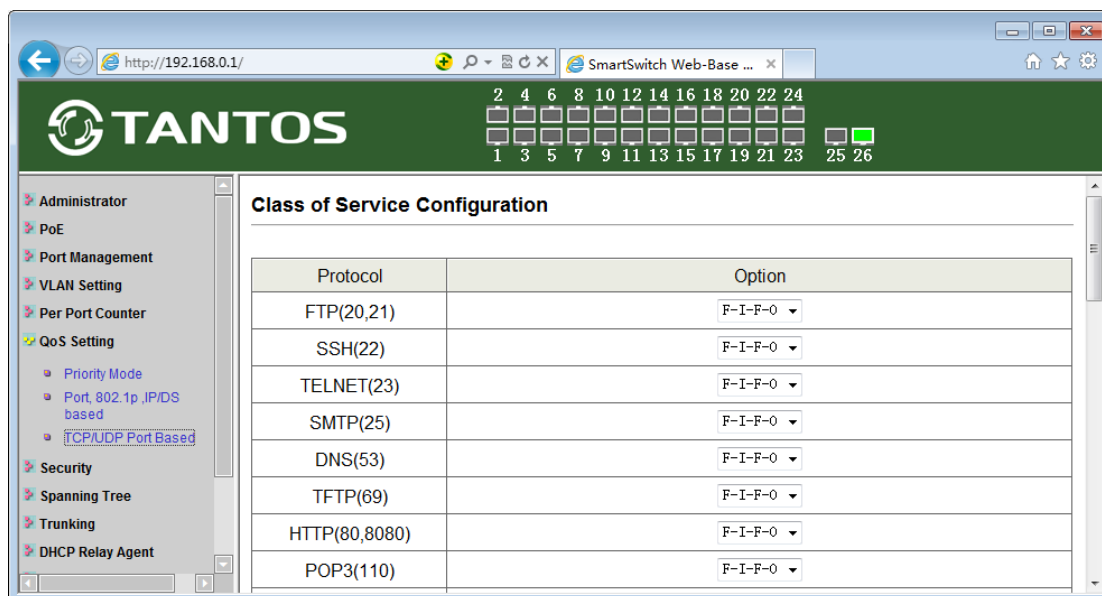 http://192.168.0.1/
SmartSwitch Web-Base ...
TANTOS
2 4 6 8 10 12 14 16 18 20 22 24
1 3 5 7 9 11 13 15 17 19 21 23 25 26
Administrator
PoE
Port Management
VLAN Setting
Per Port Counter
QoS Setting
Priority Mode
Port, 802.1p ,IP/DS
based
TCP/UDP Port Based
Security
Spanning Tree
Trunking
DHCP Relay Agent
Class of Service Configuration
Protocol Option
FTP(20,21) F-I-F-O
SSH(22) F-I-F-O
TELNET(23) F-I-F-O
SMTP(25) F-I-F-O
DNS(53) F-I-F-O
TFTP(69) F-I-F-O
HTTP(80,8080) F-I-F-O
POP3(110) F-I-F-O